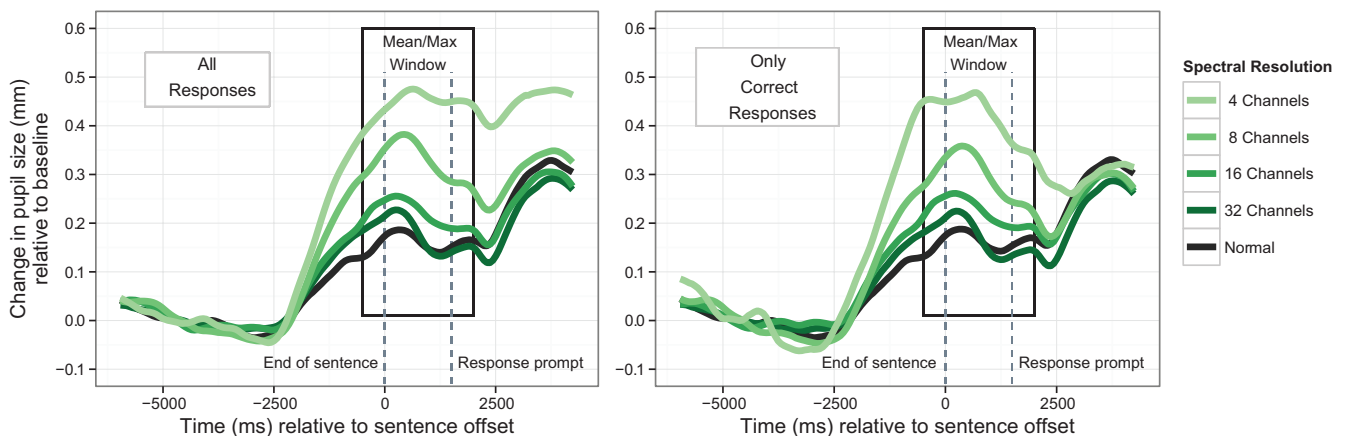 Change in pupil size (mm)
relative to baseline
0.6
0.5
0.4
0.3
0.2
0.1
0.0
−0.1
All
Responses
Mean/Max
Window
End of sentence
Response prompt
−5000
−2500
0
2500
Time (ms) relative to sentence offset
0.6
0.5
0.4
0.3
0.2
0.1
0.0
−0.1
Only
Correct
Responses
Mean/Max
Window
End of sentence
Response prompt
−5000
−2500
0
2500
Time (ms) relative to sentence offset
Spectral Resolution
4 Channels
8 Channels
16 Channels
32 Channels
Normal